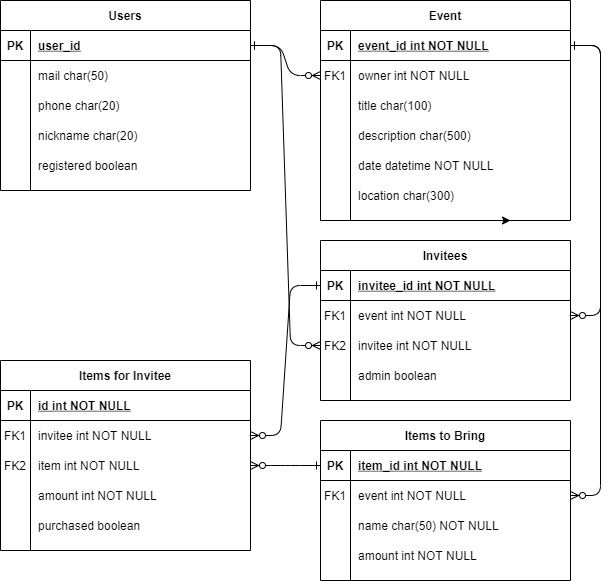 Users
PK user_id
mail char(50)
phone char(20)
nickname char(20)
registered boolean
Event
PK event_id int NOT NULL
FK1 owner int NOT NULL
title char(100)
description char(500)
date datetime NOT NULL
location char(300)
Invitees
PK invitee_id int NOT NULL
FK1 event int NOT NULL
FK2 invitee int NOT NULL
admin boolean
Items for Invitee
PK id int NOT NULL
FK1 invitee int NOT NULL
FK2 item int NOT NULL
amount int NOT NULL
purchased boolean
Items to Bring
PK item_id int NOT NULL
FK1 event int NOT NULL
name char(50) NOT NULL
amount int NOT NULL